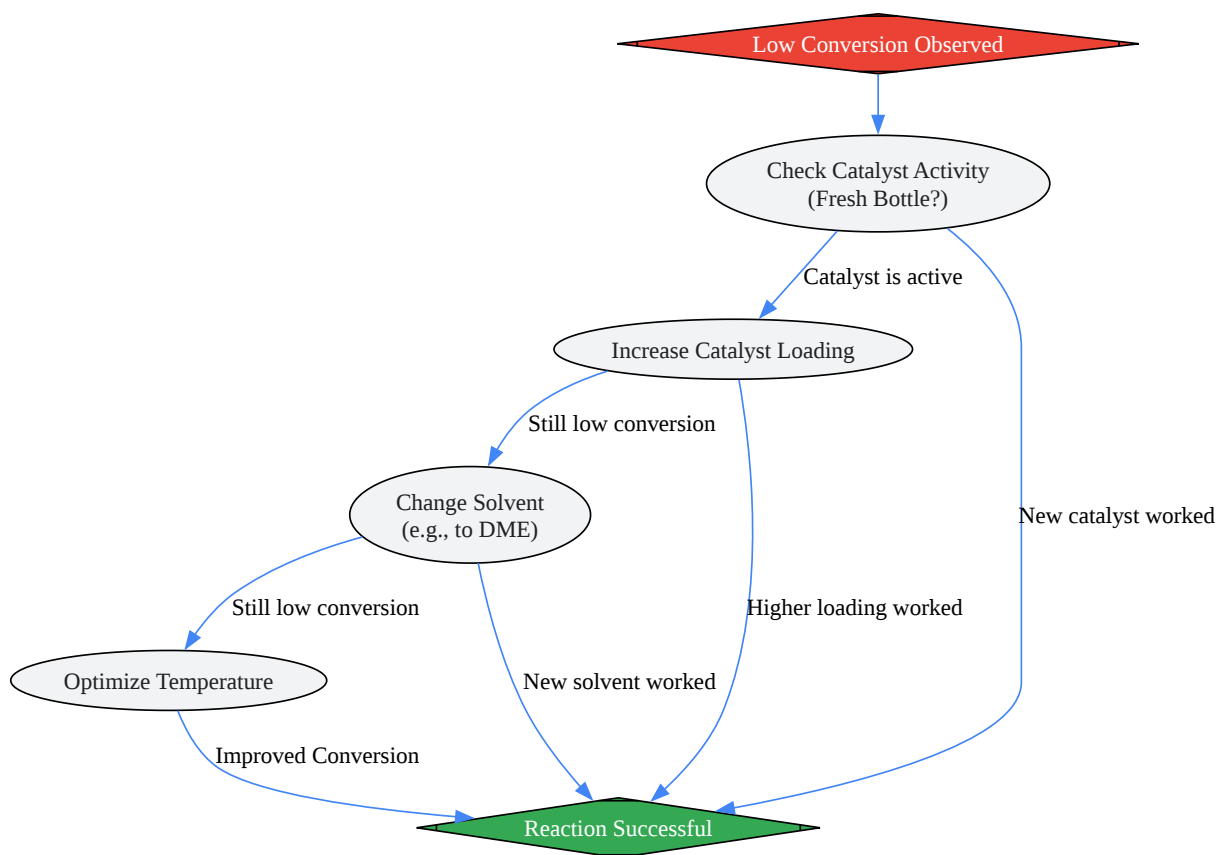 Low Conversion Observed
Check Catalyst Activity
(Fresh Bottle?)
Catalyst is active
Increase Catalyst Loading
Still low conversion
Change Solvent
(e.g., to DME)
New catalyst worked
Still low conversion
Higher loading worked
Optimize Temperature
New solvent worked
Improved Conversion
Reaction Successful